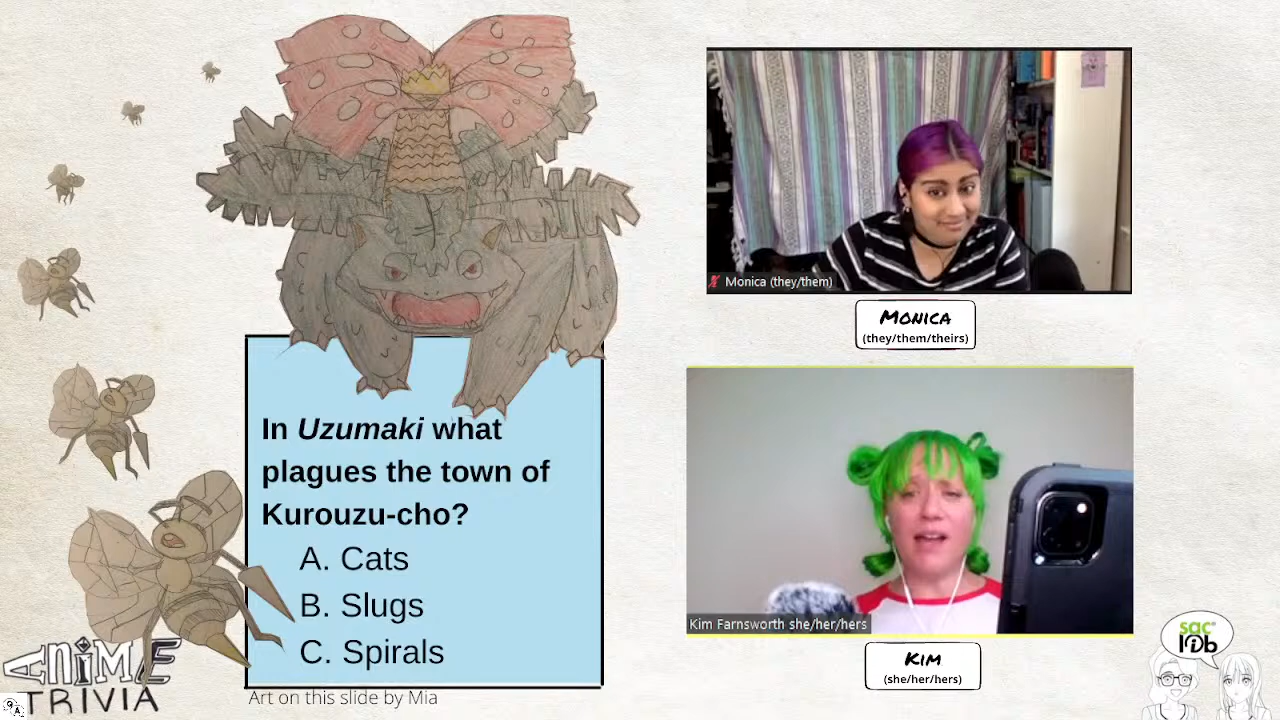 In Uzumaki what
plagues the town of
Kurouzu-cho?
A. Cats
B. Slugs
C. Spirals
Art on this slide by Mia
ANiME
TRIVIA
Monica (they/them)
MONICA
(they/them/theirs)
Kim Farnsworth she/her/hers
KIM
(she/her/hers)
sac
lib